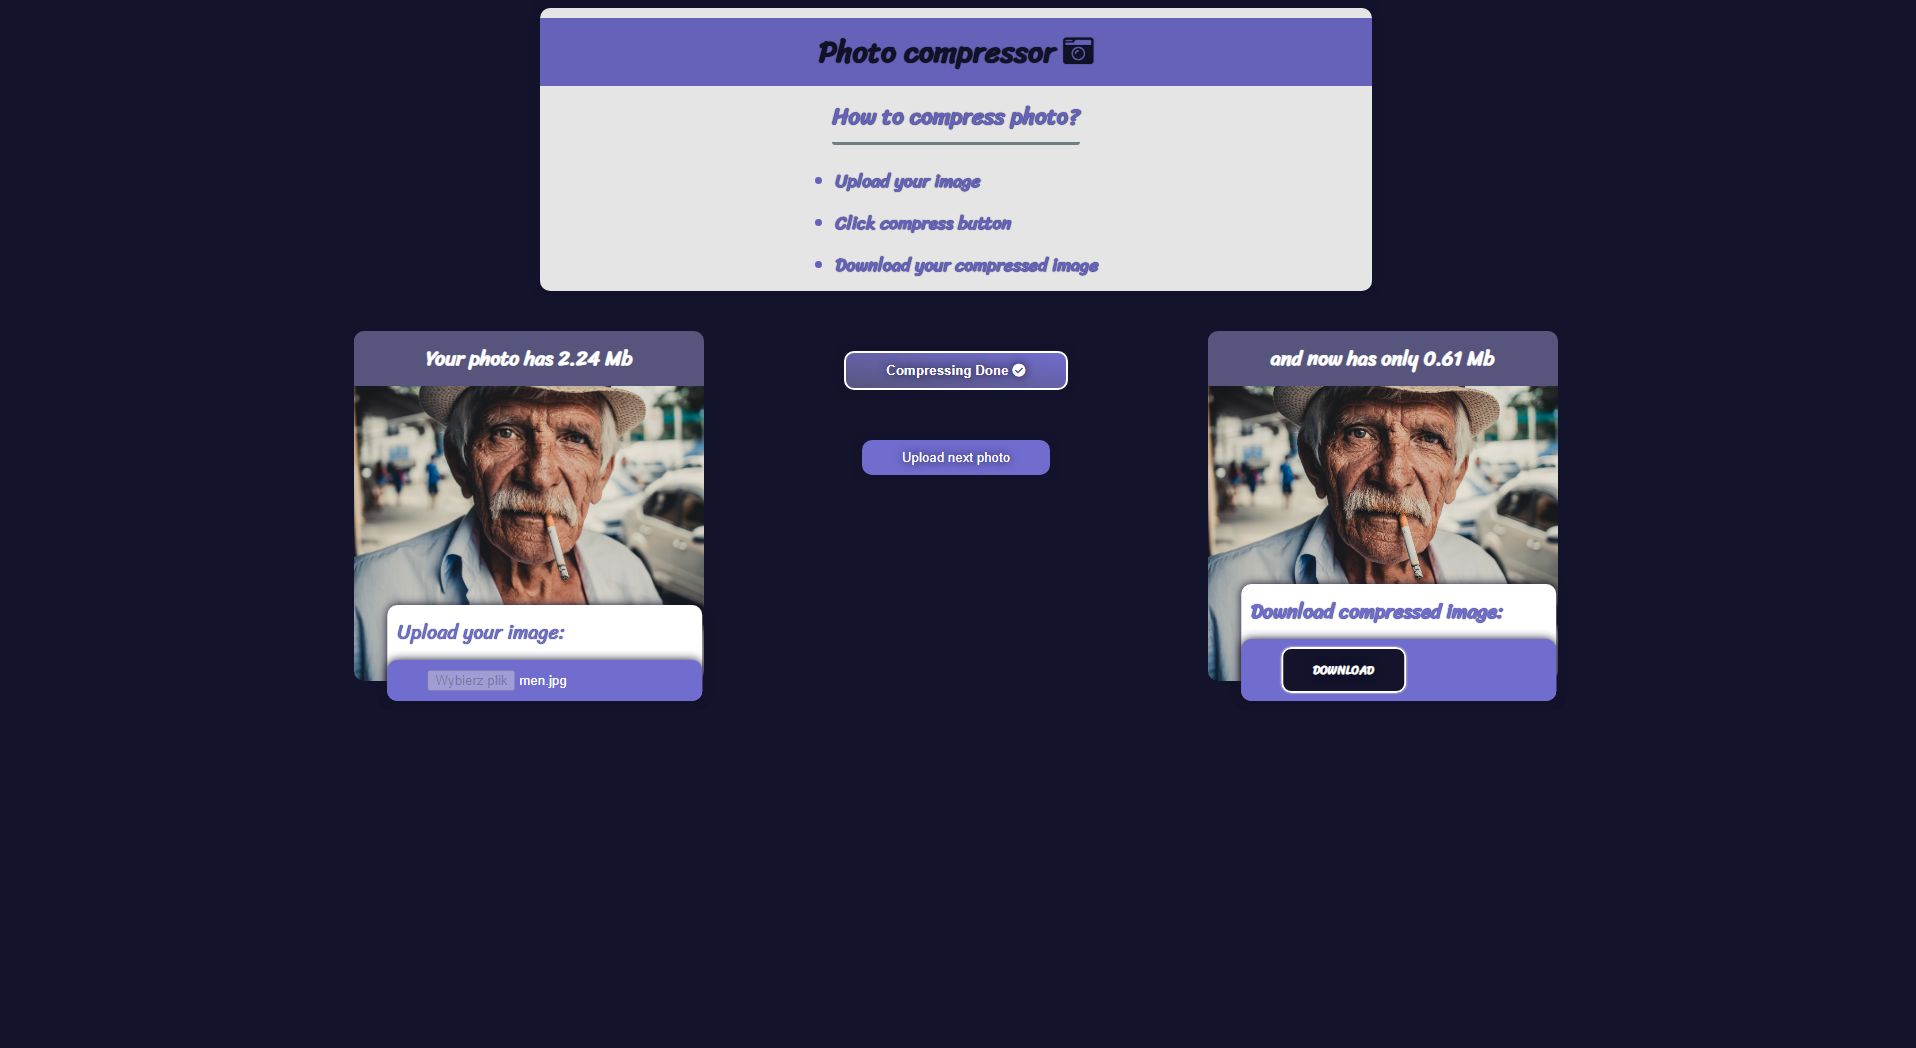 Photo compressor
How to compress photo?
Upload your image
Click compress button
Download your compressed image
Your photo has 2.24 Mb
Upload your image:
Wybierz plik men.jpg
Compressing Done
Upload next photo
and now has only 0.61 Mb
Download compressed image:
DOWNLOAD